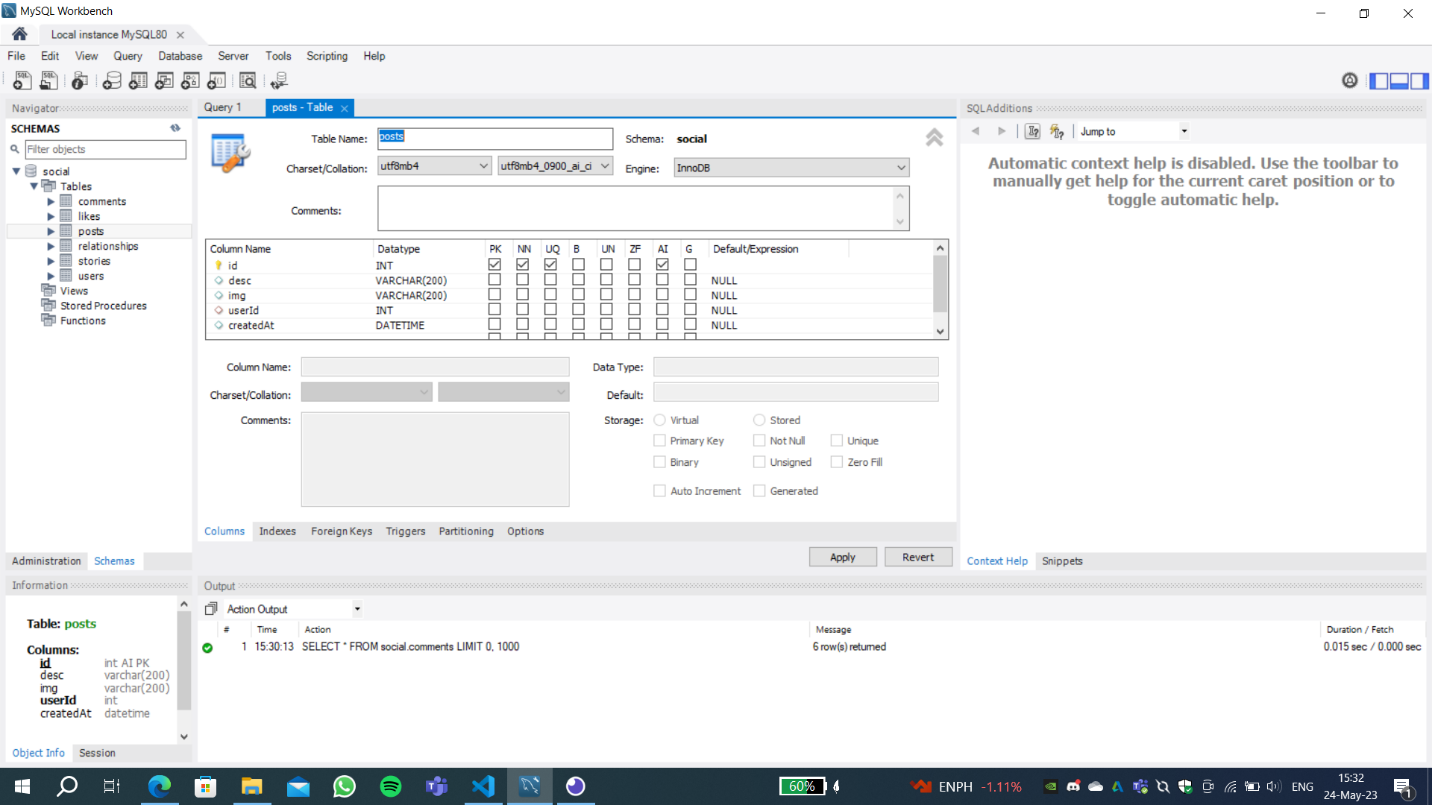 MySQL Workbench
Local instance MySQL80
File Edit View Query Database Server Tools Scripting Help
Navigator
SCHEMAS
Filter objects
social
Tables
comments
likes
posts
relationships
stories
users
Views
Stored Procedures
Functions
Administration Schemas
Query 1 posts - Table
Table Name: posts Schema: social
Charset/Collation: utf8mb4 utf8mb4_0900_ai_ci Engine: InnoDB
Comments:
Column Name Datatype PK NN UQ B UN ZF AI G Default/Expression
id INT
desc VARCHAR(200) NULL
img VARCHAR(200) NULL
userId INT NULL
createdAt DATETIME NULL
Column Name: Data Type:
Charset/Collation: Default:
Comments: Storage: Virtual Stored
Primary Key Not Null Unique
Binary Unsigned Zero Fill
Auto Increment Generated
Columns Indexes Foreign Keys Triggers Partitioning Options
Apply Revert
SQLAdditions
Jump to
Automatic context help is disabled. Use the toolbar to
manually get help for the current caret position or to
toggle automatic help.
Context Help Snippets
Information
Table: posts
Columns:
id int AI PK
desc varchar(200)
img varchar(200)
userId int
createdAt datetime
Object Info Session
Output
Action Output
# Time Action Message Duration / Fetch
1 15:30:13 SELECT * FROM social.comments LIMIT 0, 1000 6 row(s) returned 0.015 sec / 0.000 sec
60% ENPH -1.11% ENG 15:32
24-May-23
1